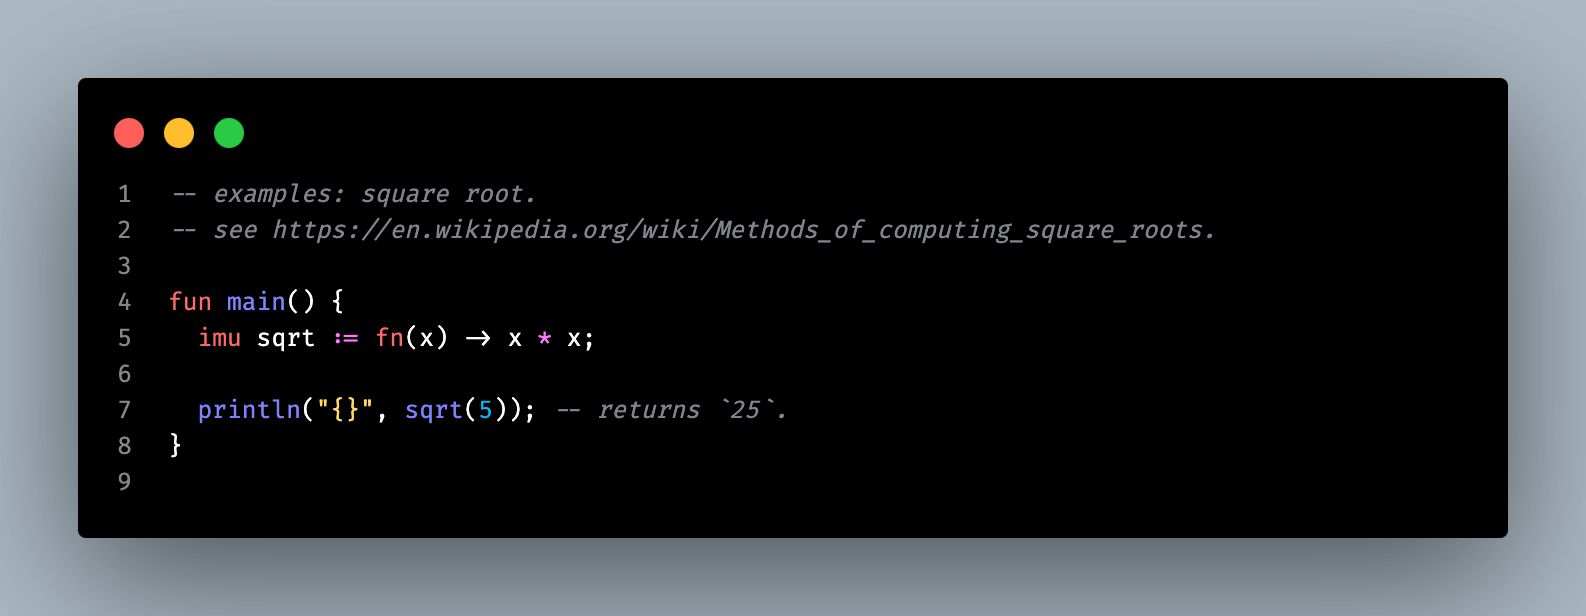 1 -- examples: square root.
2 -- see https://en.wikipedia.org/wiki/Methods_of_computing_square_roots.
3
4 fun main() {
5   imu sqrt := fn(x) -> x * x;
6
7   println("{}", sqrt(5)); -- returns `25`.
8 }
9